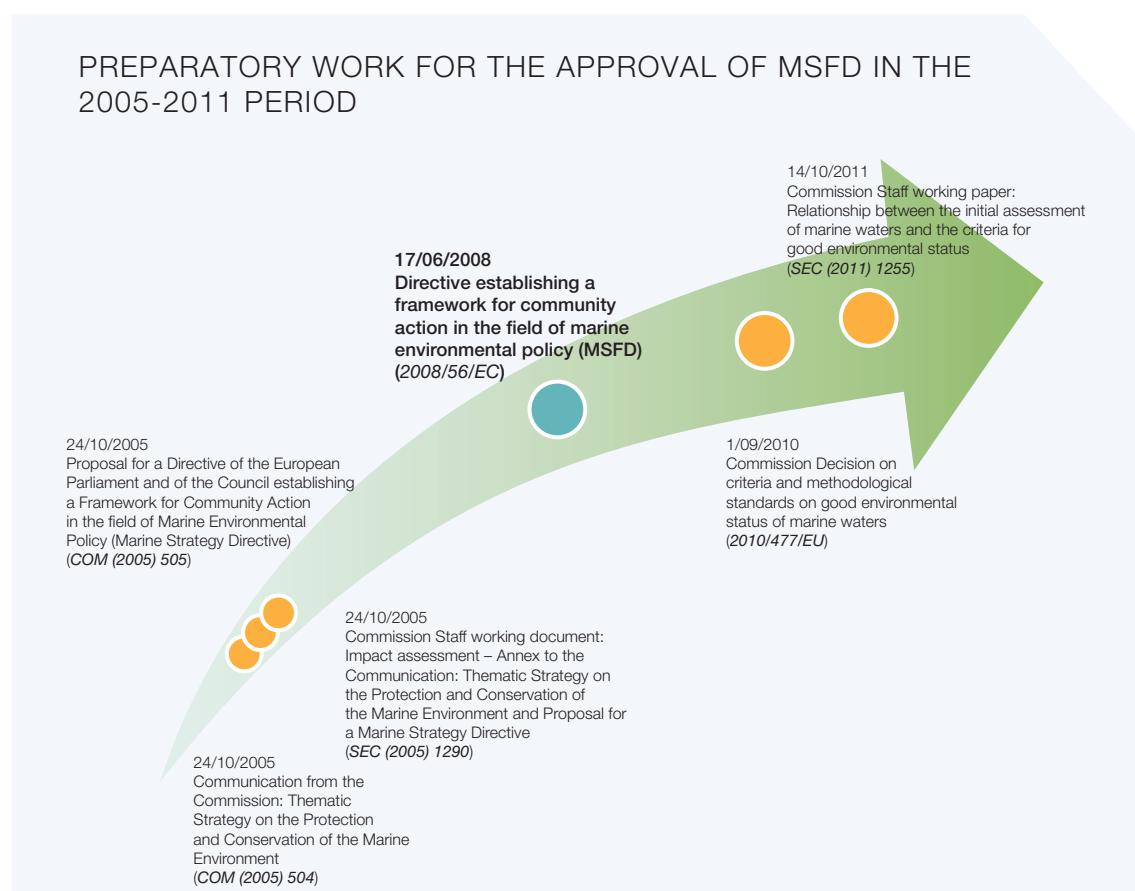 PREPARATORY WORK FOR THE APPROVAL OF MSFD IN THE
2005-2011 PERIOD
14/10/2011
Commission Staff working paper:
Relationship between the initial assessment
of marine waters and the criteria for
good environmental status
(SEC (2011) 1255)
17/06/2008
Directive establishing a
framework for community
action in the field of marine
environmental policy (MSFD)
(2008/56/EC)
24/10/2005
Proposal for a Directive of the European
Parliament and of the Council establishing
a Framework for Community Action
in the field of Marine Environmental
Policy (Marine Strategy Directive)
(COM (2005) 505)
1/09/2010
Commission Decision on
criteria and methodological
standards on good environmental
status of marine waters
(2010/477/EU)
24/10/2005
Commission Staff working document:
Impact assessment – Annex to the
Communication: Thematic Strategy on
the Protection and Conservation of
the Marine Environment and Proposal for
a Marine Strategy Directive
(SEC (2005) 1290)
24/10/2005
Communication from the
Commission: Thematic
Strategy on the Protection
and Conservation of the Marine
Environment
(COM (2005) 504)